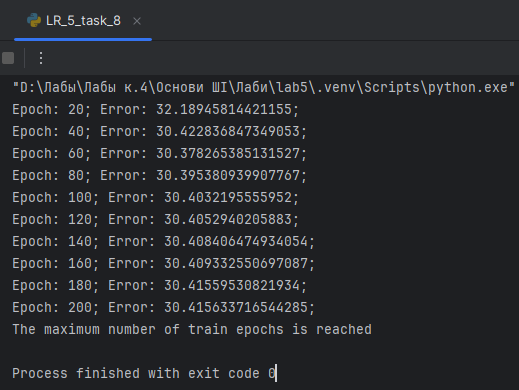 LR_5_task_8
"D:\Лабы\Лабы к.4\Основи ШІ\Лаби\lab5\.venv\Scripts\python.exe"
Epoch: 20; Error: 32.18945814421155;
Epoch: 40; Error: 30.422836847349053;
Epoch: 60; Error: 30.378265385131527;
Epoch: 80; Error: 30.395380939907767;
Epoch: 100; Error: 30.4032195555952;
Epoch: 120; Error: 30.4052940205883;
Epoch: 140; Error: 30.408406474934054;
Epoch: 160; Error: 30.409332550697087;
Epoch: 180; Error: 30.41559530821934;
Epoch: 200; Error: 30.415633716544285;
The maximum number of train epochs is reached
Process finished with exit code 0